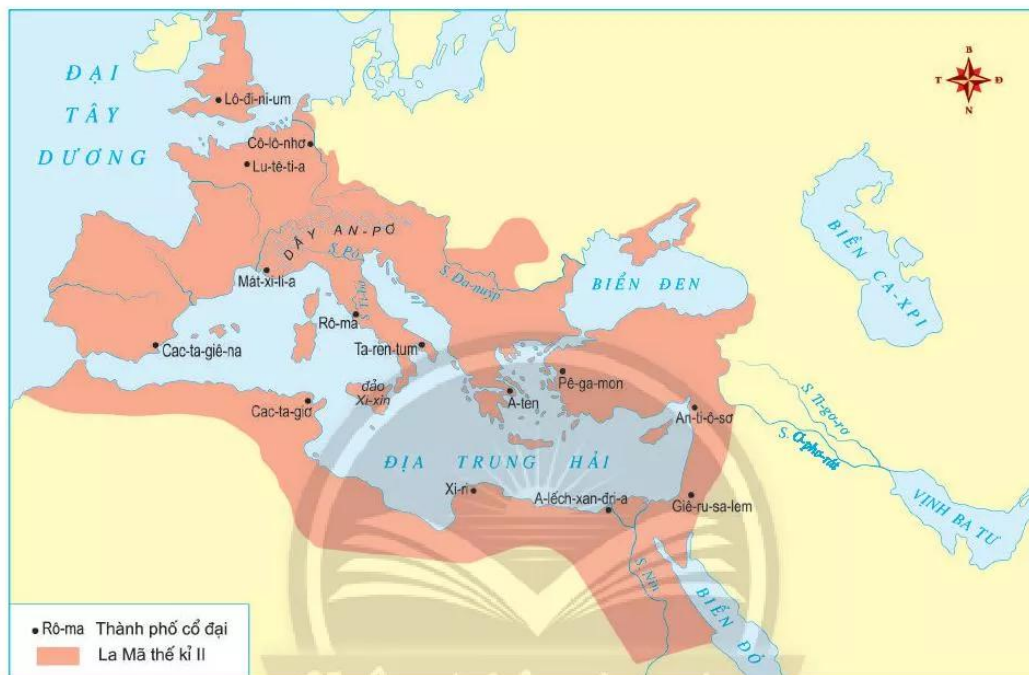 ĐẠI
TÂY
DƯƠNG
B
T
Đ
N
Lô-đi-ni-um
Cô-lô-nhơ
Lu-tê-ti-a
DÃY AN-PƠ
S. Pô
S. Đa-nuýp
BIỂN ĐEN
BIỂN CA-XPI
Mát-xi-li-a
S. Ti-bơ
Rô-ma
Cac-ta-giê-na
Ta-ren-tum
đảo
Xi-xin
Cac-ta-giơ
A-ten
Pê-ga-mon
An-ti-ô-sơ
S. Ti-gơ-rơ
S. Ơ-phơ-rát
ĐỊA TRUNG HẢI
Xi-ri
A-lếch-xan-đri-a
Giê-ru-sa-lem
VỊNH BA TƯ
S. Nin
BIỂN ĐỎ
Rô-ma Thành phố cổ đại
La Mã thế kỉ II